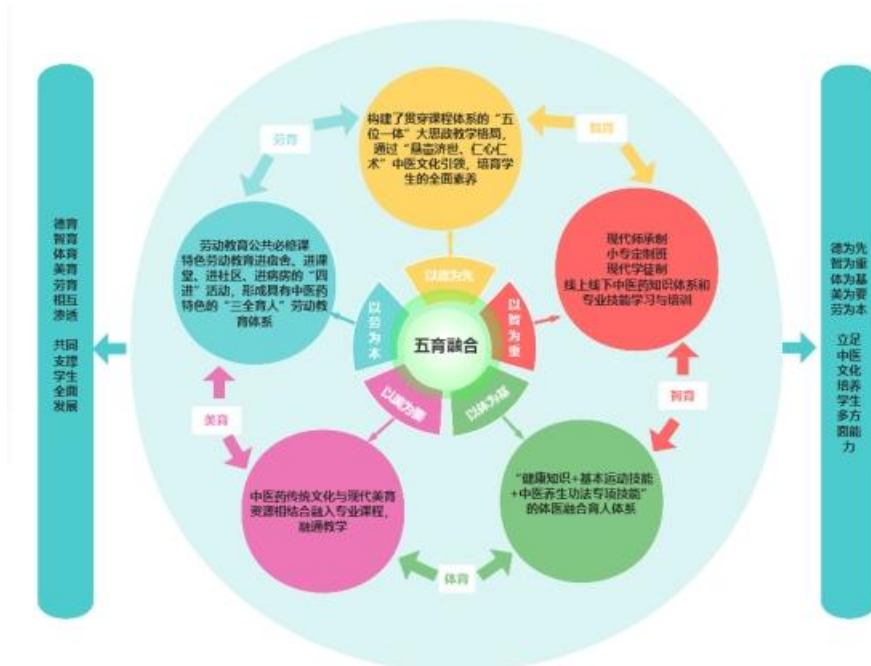 劳育
构建了贯穿课程体系的“五
位一体”大思政教学格局，
通过“悬壶济世、仁心仁
术”中医文化引领，培育学
生的全面素养
德育
智育
体育
美育
劳育
相互
渗透
共同
支撑
学生
全面
发展
劳动教育公共必修课
特色劳动教育进宿舍、进课
堂、进社区、进病房的“四
进”活动，形成具有中医药
特色的“三全育人”劳动教
育体系
以德为先
以劳为本
五育融合
以智为重
以美为要
以体为基
现代师承制
小专定制班
现代学徒制
线上线下中医药知识体系和
专业技能学习与培训
德为先
智为重
体为基
美为要
劳为本
立足
中医
文化
培养
学生
多方
面能
力
美育
智育
中医药传统文化与现代美育
资源相结合融入专业课程，
融通教学
“健康知识+基本运动技能
+中医养生功法专项技能”
的体医融合育人体系
体育